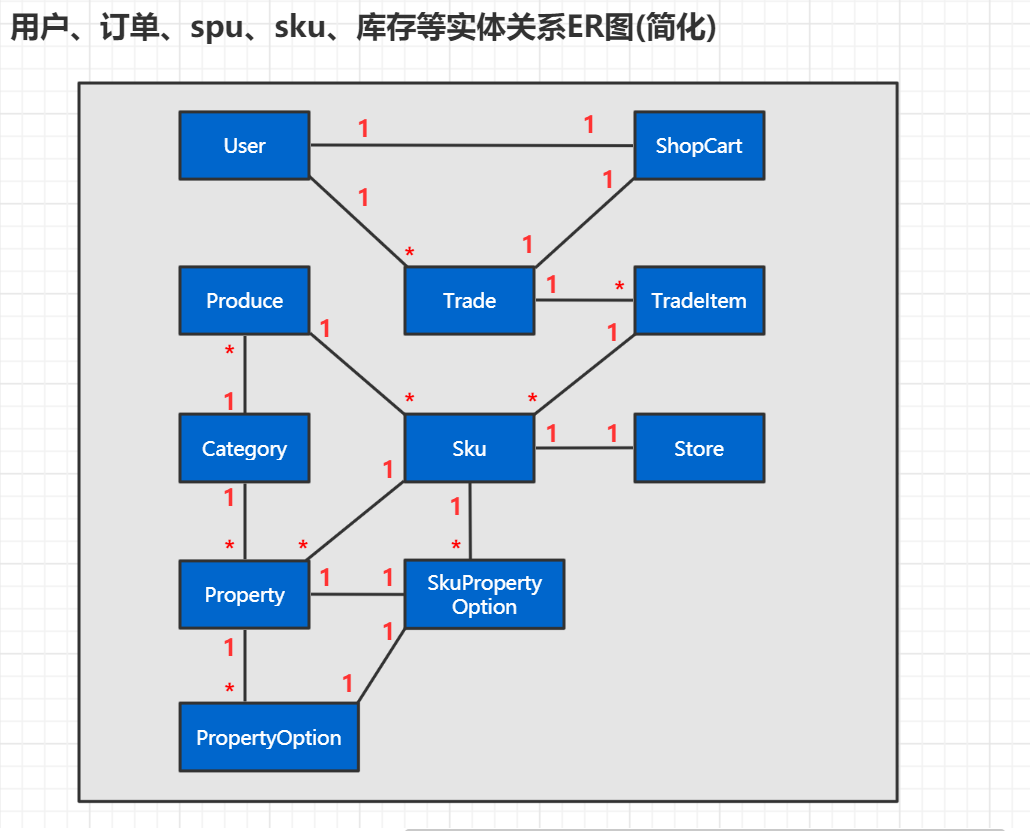 用户、订单、spu、sku、库存等实体关系ER图(简化)
User
1
1
ShopCart
1
1
*
1
Produce
Trade
1
*
TradeItem
1
1
*
*
*
1
Category
Sku
1
1
Store
1
1
1
*
*
*
Property
1
1
SkuProperty
Option
1
1
*
1
PropertyOption